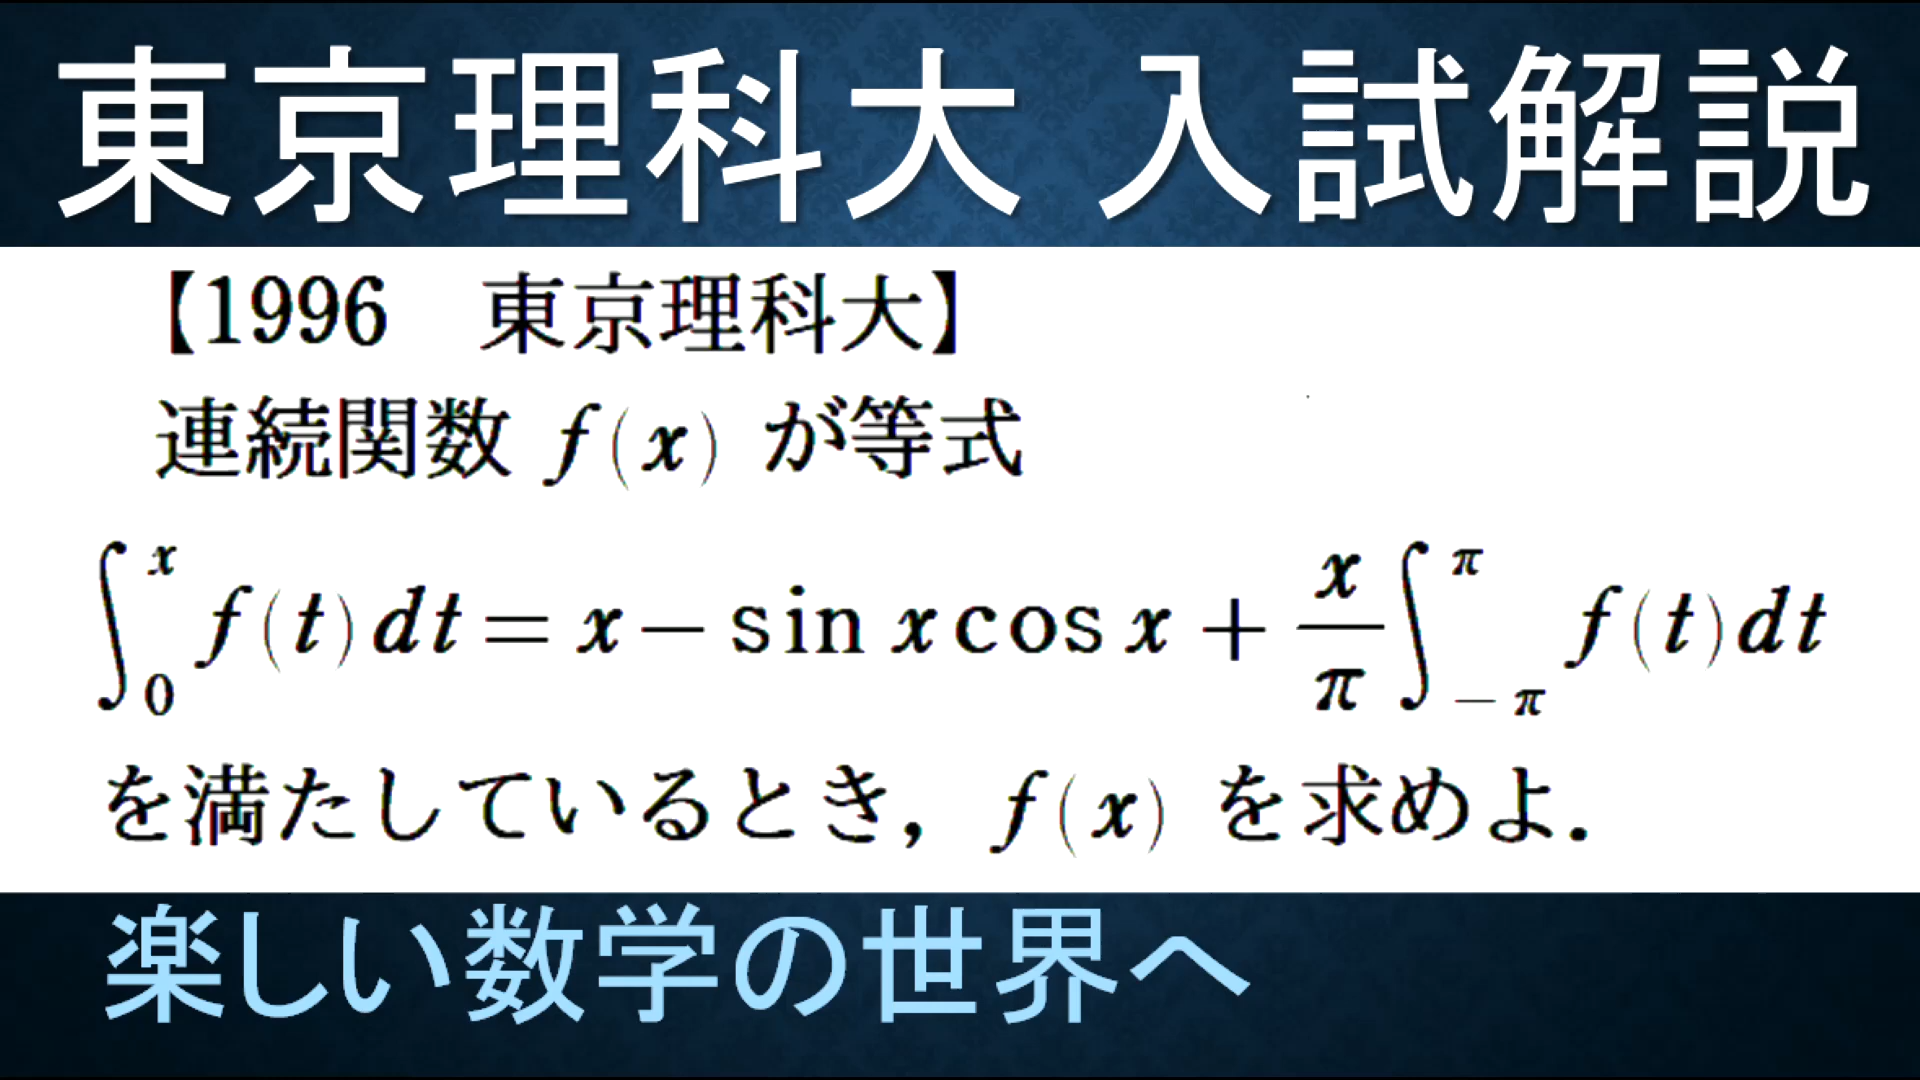 東京理科大 入試解説
【1996　東京理科大】
連続関数 f(x) が等式
∫_0^x f(t)dt = x − sin x cos x + x/π ∫_{−π}^{π} f(t)dt
を満たしているとき，f(x) を求めよ．
楽しい数学の世界へ